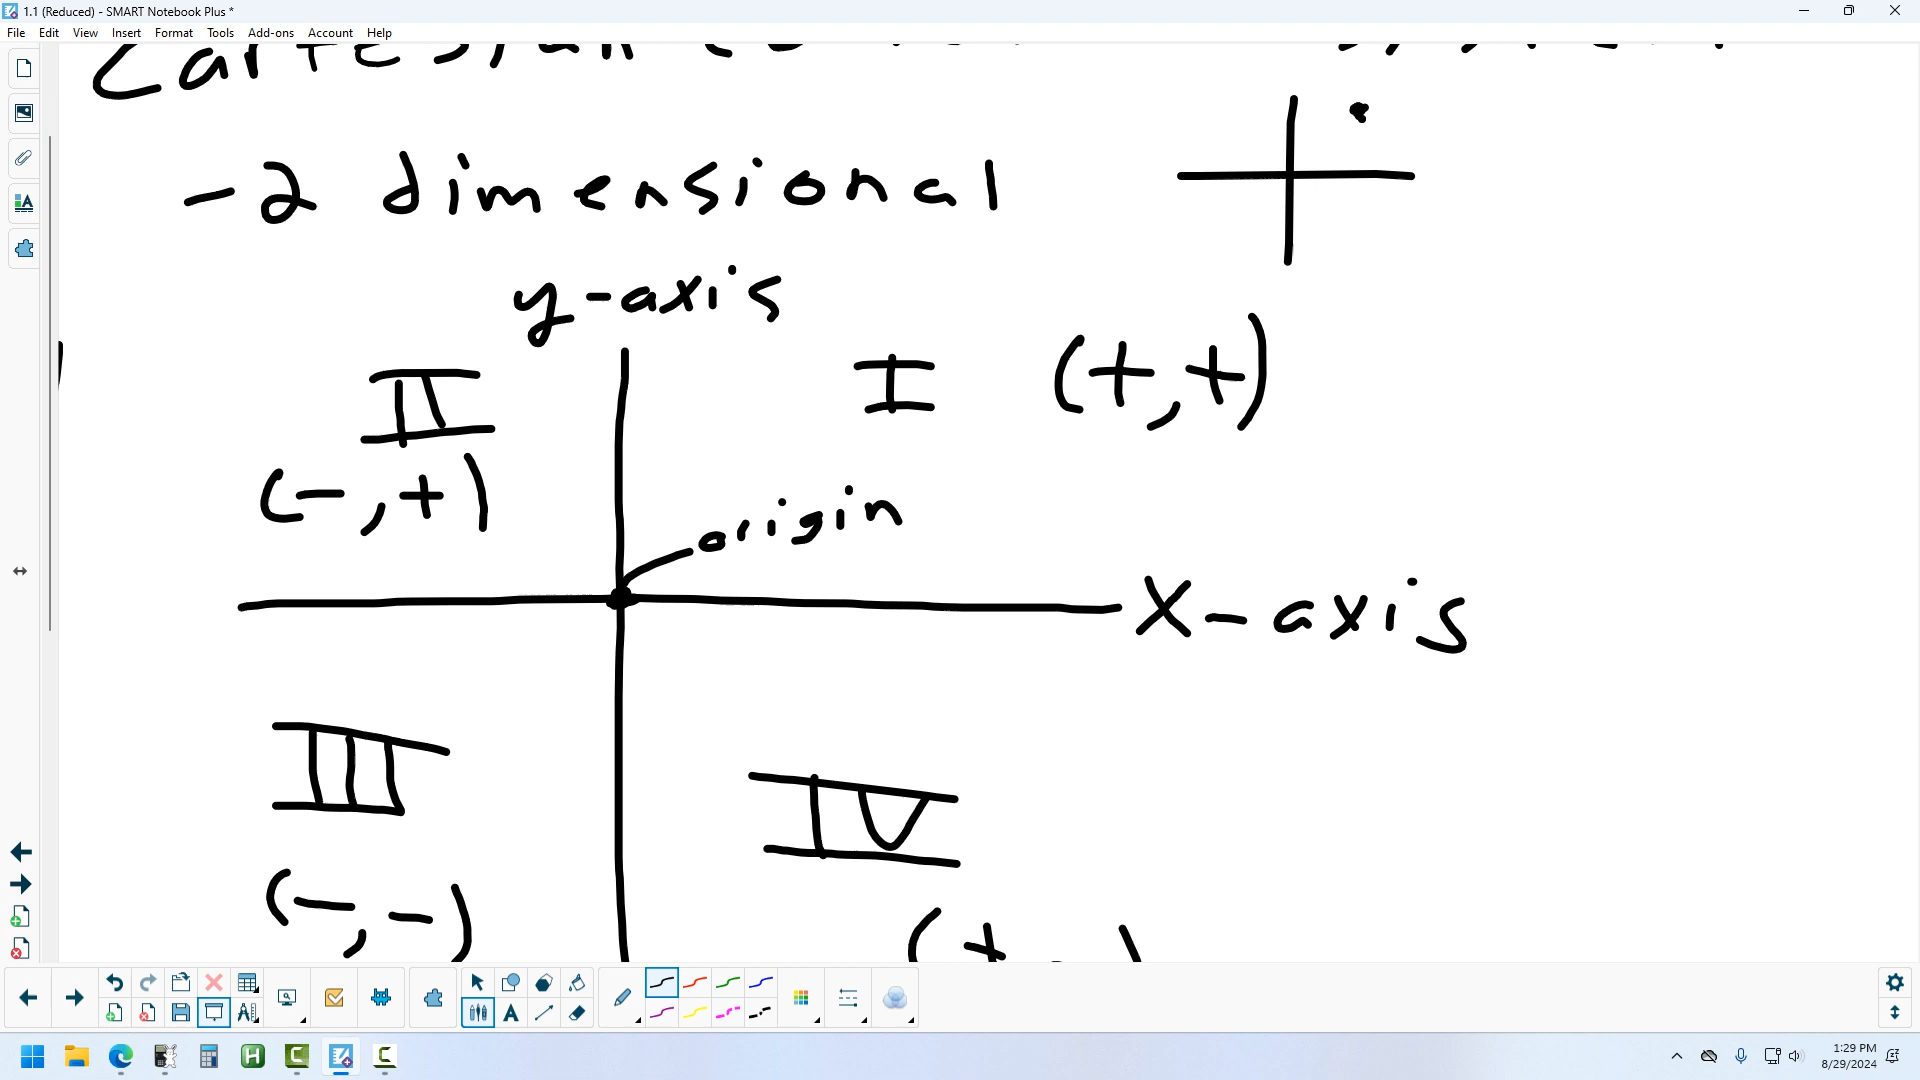 1.1 (Reduced) - SMART Notebook Plus *
File Edit View Insert Format Tools Add-ons Account Help
- 2 dimensional
y-axis
II
I (+,+)
(-,+)
origin
x-axis
III
IV
(-,-)
1:29 PM
8/29/2024